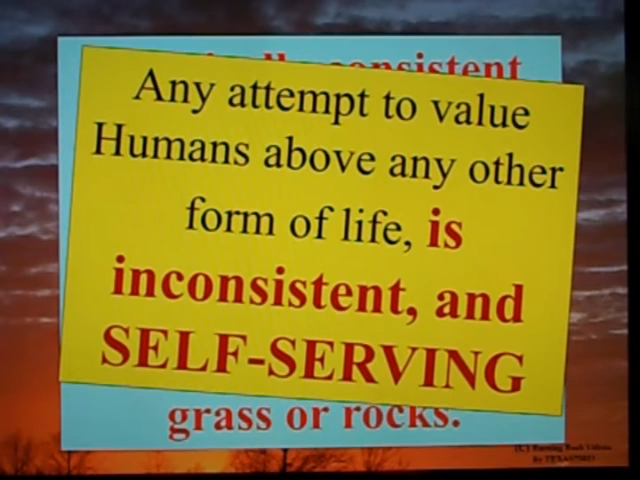 consistent
Any attempt to value
Humans above any other
form of life, is
inconsistent, and
SELF-SERVING
grass or rocks.